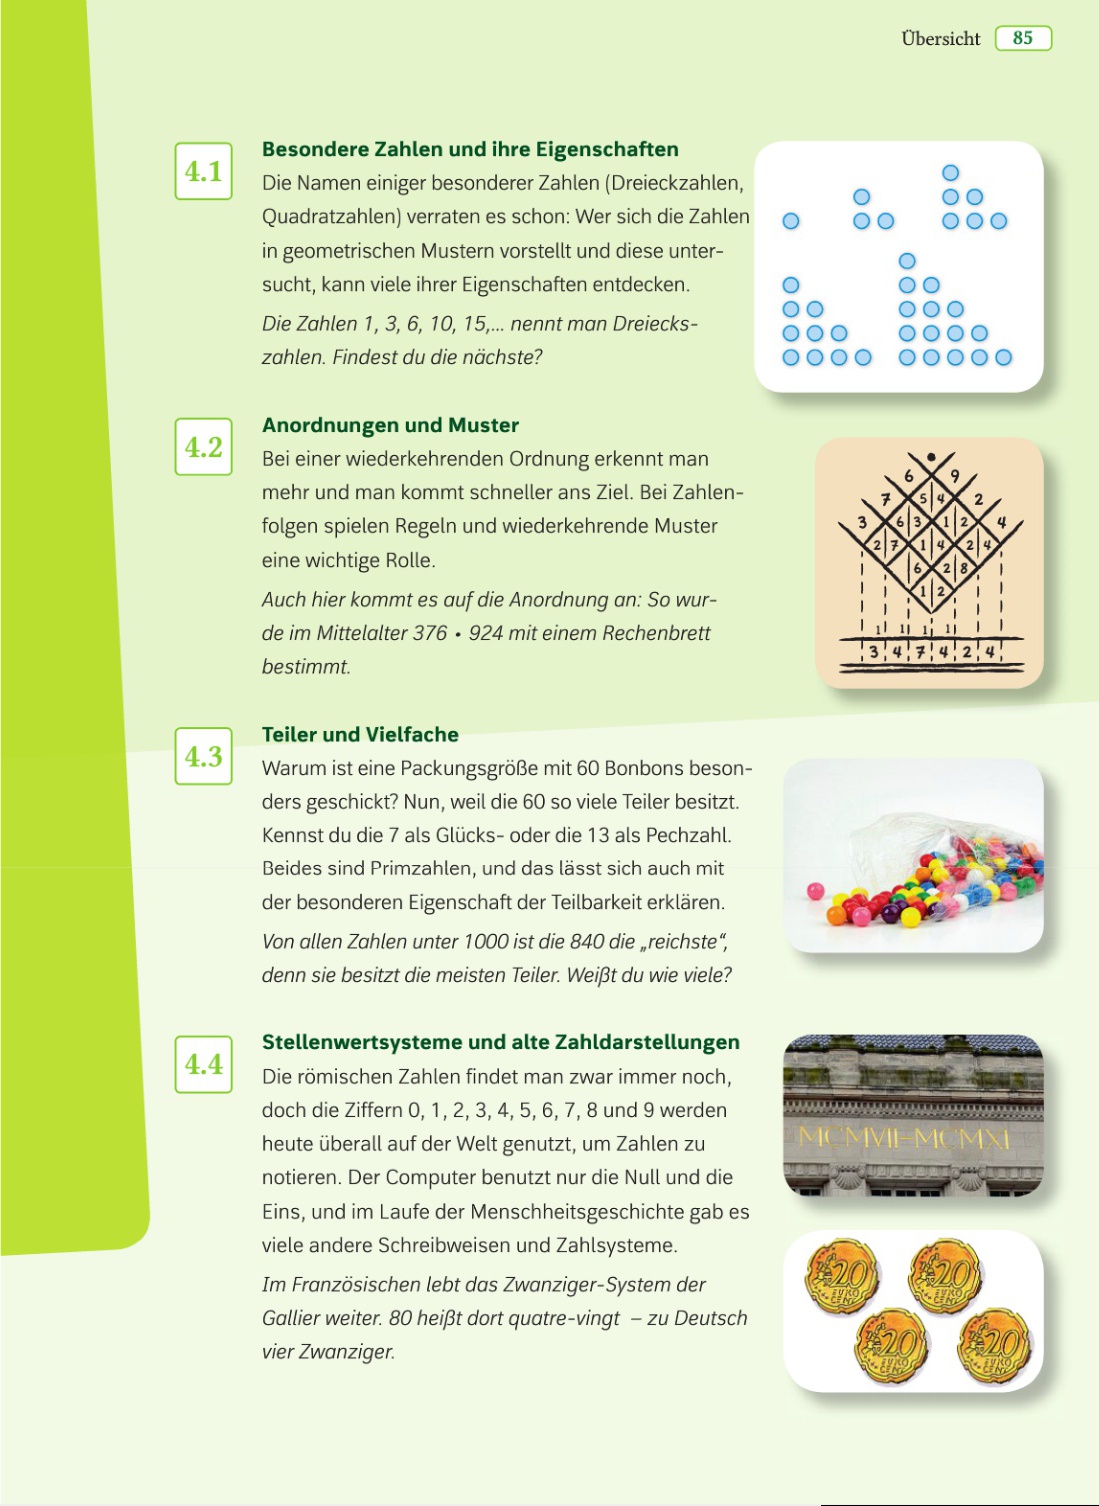 Übersicht 85
4.1
Besondere Zahlen und ihre Eigenschaften
Die Namen einiger besonderer Zahlen (Dreieckzahlen,
Quadratzahlen) verraten es schon: Wer sich die Zahlen
in geometrischen Mustern vorstellt und diese unter-
sucht, kann viele ihrer Eigenschaften entdecken.
Die Zahlen 1, 3, 6, 10, 15,... nennt man Dreiecks-
zahlen. Findest du die nächste?
4.2
Anordnungen und Muster
Bei einer wiederkehrenden Ordnung erkennt man
mehr und man kommt schneller ans Ziel. Bei Zahlen-
folgen spielen Regeln und wiederkehrende Muster
eine wichtige Rolle.
Auch hier kommt es auf die Anordnung an: So wur-
de im Mittelalter 376 • 924 mit einem Rechenbrett
bestimmt.
6 9
7 5 4 2
3 6 3 1 2 4
2 7 1 4 2 4
6 2 8
1 2
1 1 1 1
3 4 7 4 2 4
4.3
Teiler und Vielfache
Warum ist eine Packungsgröße mit 60 Bonbons beson-
ders geschickt? Nun, weil die 60 so viele Teiler besitzt.
Kennst du die 7 als Glücks- oder die 13 als Pechzahl.
Beides sind Primzahlen, und das lässt sich auch mit
der besonderen Eigenschaft der Teilbarkeit erklären.
Von allen Zahlen unter 1000 ist die 840 die „reichste“,
denn sie besitzt die meisten Teiler. Weißt du wie viele?
4.4
Stellenwertsysteme und alte Zahldarstellungen
Die römischen Zahlen findet man zwar immer noch,
doch die Ziffern 0, 1, 2, 3, 4, 5, 6, 7, 8 und 9 werden
heute überall auf der Welt genutzt, um Zahlen zu
notieren. Der Computer benutzt nur die Null und die
Eins, und im Laufe der Menschheitsgeschichte gab es
viele andere Schreibweisen und Zahlsysteme.
Im Französischen lebt das Zwanziger-System der
Gallier weiter. 80 heißt dort quatre-vingt – zu Deutsch
vier Zwanziger.
MCMVII-MCMXI
20
EURO
CENT
20
EURO
CENT
20
EURO
CENT
20
EURO
CENT